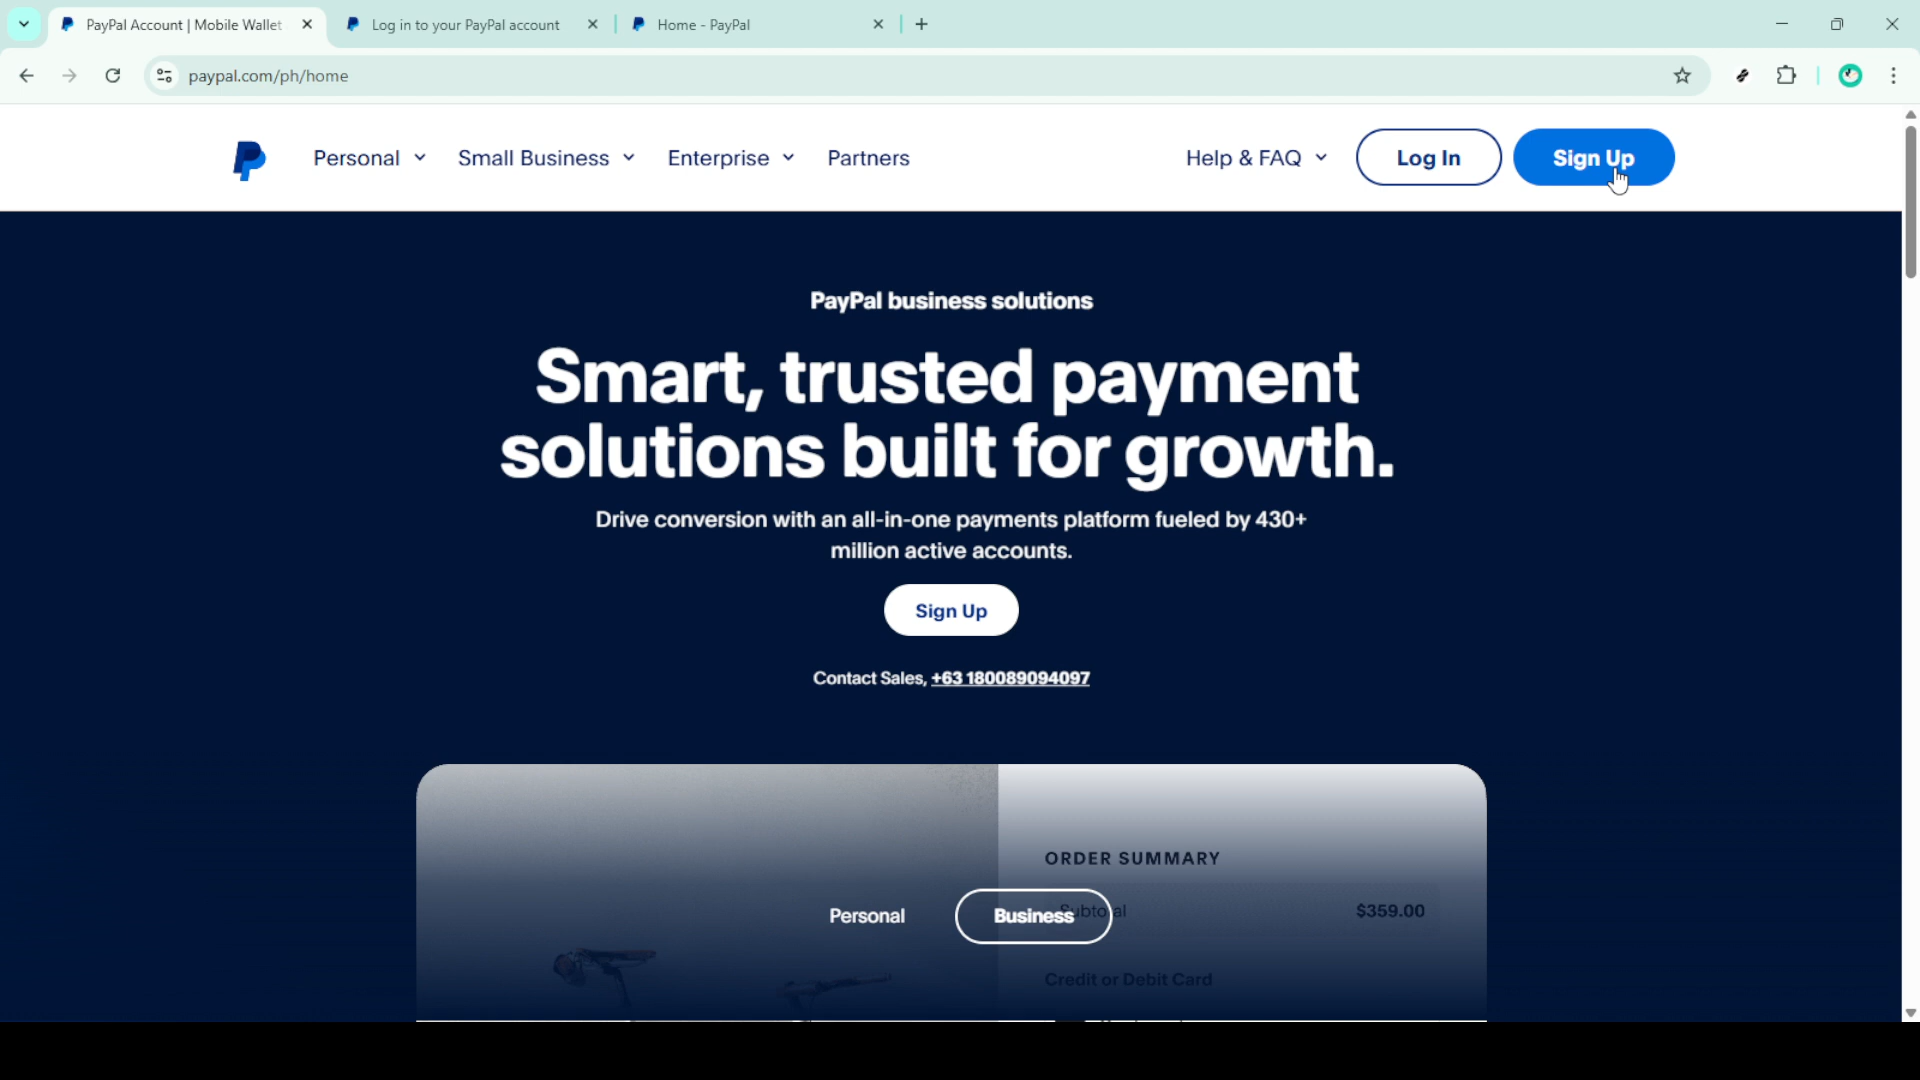 PayPal Account | Mobile Wallet
Log in to your PayPal account
Home - PayPal
paypal.com/ph/home
Personal
Small Business
Enterprise
Partners
Help & FAQ
Log In
Sign Up
PayPal business solutions
Smart, trusted payment
solutions built for growth.
Drive conversion with an all-in-one payments platform fueled by 430+
million active accounts.
Sign Up
Contact Sales, +63 180089094097
ORDER SUMMARY
Subtotal
$359.00
Personal
Business
Credit or Debit Card